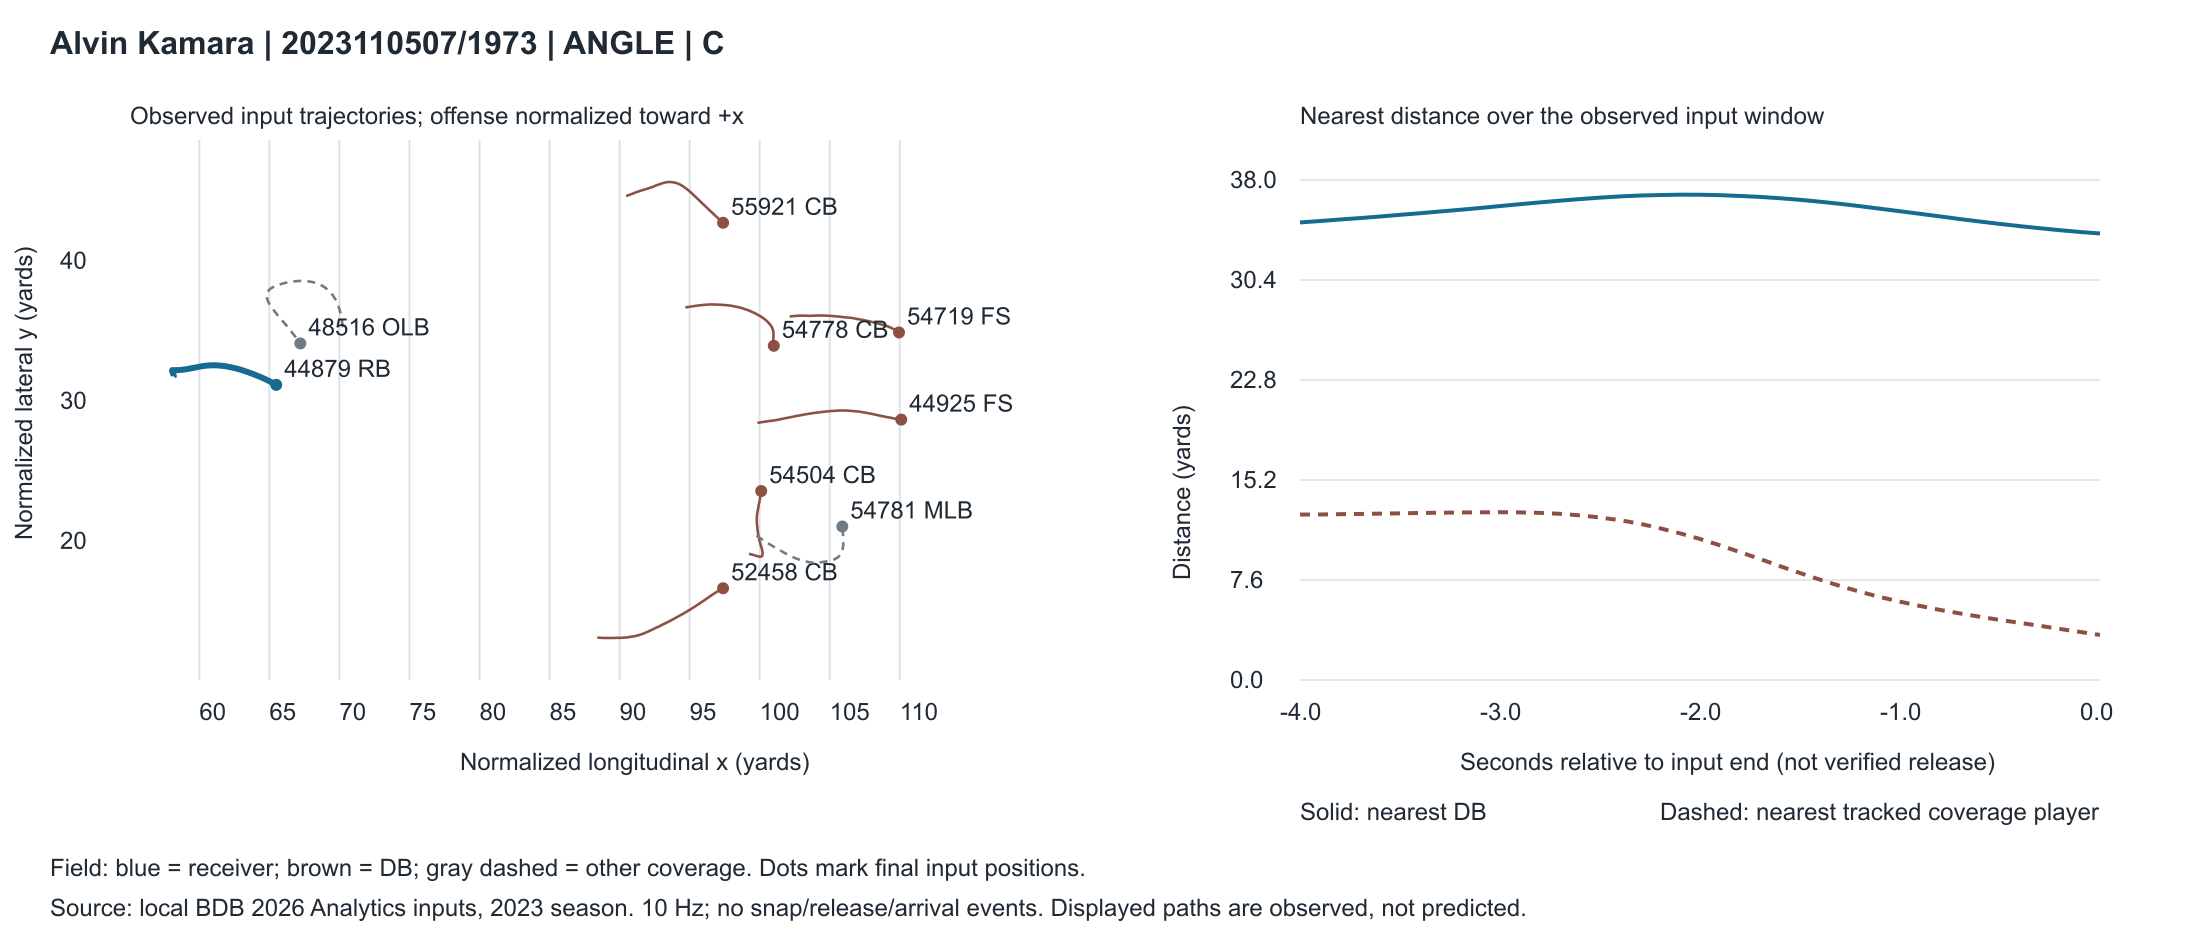 Alvin Kamara | 2023110507/1973 | ANGLE | C
Observed input trajectories; offense normalized toward +x
Normalized lateral y (yards)
40
30
20
55921 CB
48516 OLB
44879 RB
54778 CB
54719 FS
44925 FS
54504 CB
54781 MLB
52458 CB
60 65 70 75 80 85 90 95 100 105 110
Normalized longitudinal x (yards)
Nearest distance over the observed input window
Distance (yards)
38.0
30.4
22.8
15.2
7.6
0.0
-4.0 -3.0 -2.0 -1.0 0.0
Seconds relative to input end (not verified release)
Solid: nearest DB Dashed: nearest tracked coverage player
Field: blue = receiver; brown = DB; gray dashed = other coverage. Dots mark final input positions.
Source: local BDB 2026 Analytics inputs, 2023 season. 10 Hz; no snap/release/arrival events. Displayed paths are observed, not predicted.